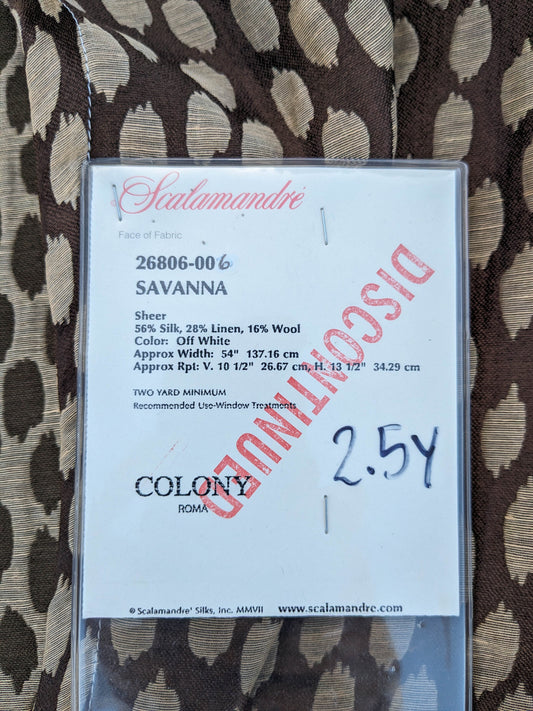 Scalamandré
Face of Fabric
26806-006
SAVANNA
Sheer
56% Silk, 28% Linen, 16% Wool
Color: Off White
Approx Width: 54" 137.16 cm
Approx Rpt: V. 10 1/2" 26.67 cm, H. 13 1/2" 34.29 cm
TWO YARD MINIMUM
Recommended Use-Window Treatments
DISCONTINUED
2.5Y
COLONY
ROMA
© Scalamandre' Silks, Inc. MMVII www.scalamandre.com